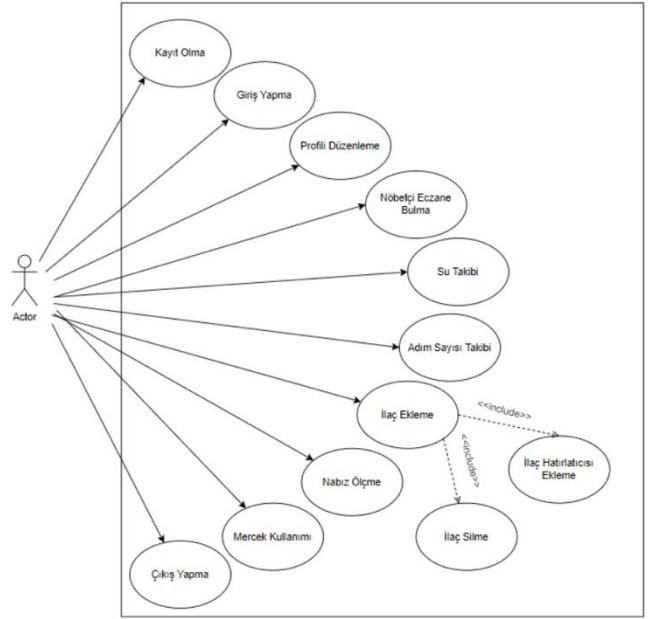 Kayıt Olma
Giriş Yapma
Profili Düzenleme
Nöbetçi Eczane
Bulma
Su Takibi
Actor
Adım Sayısı Takibi
İlaç Ekleme
<<include>>
<<include>>
İlaç Hatırlatıcısı
Ekleme
Nabız Ölçme
Mercek Kullanımı
İlaç Silme
Çıkış Yapma